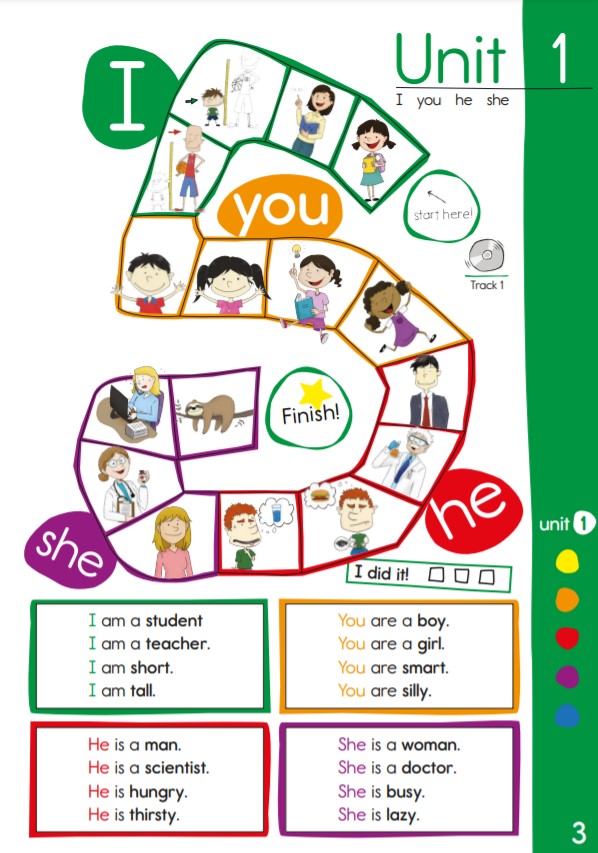 Unit 1
I you he she
I
you
start here!
Track 1
Finish!
he
she
unit 1
I did it!
I am a student
I am a teacher.
I am short.
I am tall.
You are a boy.
You are a girl.
You are smart.
You are silly.
He is a man.
He is a scientist.
He is hungry.
He is thirsty.
She is a woman.
She is a doctor.
She is busy.
She is lazy.
3